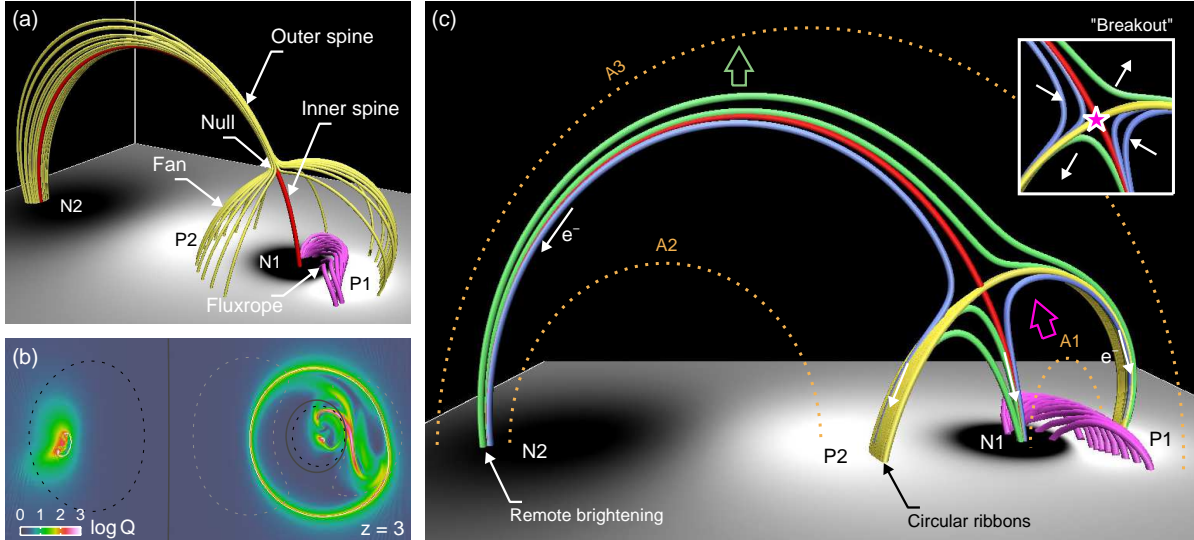 (a)
Outer spine
Inner spine
Null
Fan
N2
P2
N1
P1
Fluxrope
(b)
0 1 2 3
log Q
z = 3
(c)
"Breakout"
A3
A2
A1
e⁻
e⁻
N2
P2
N1
P1
Remote brightening
Circular ribbons